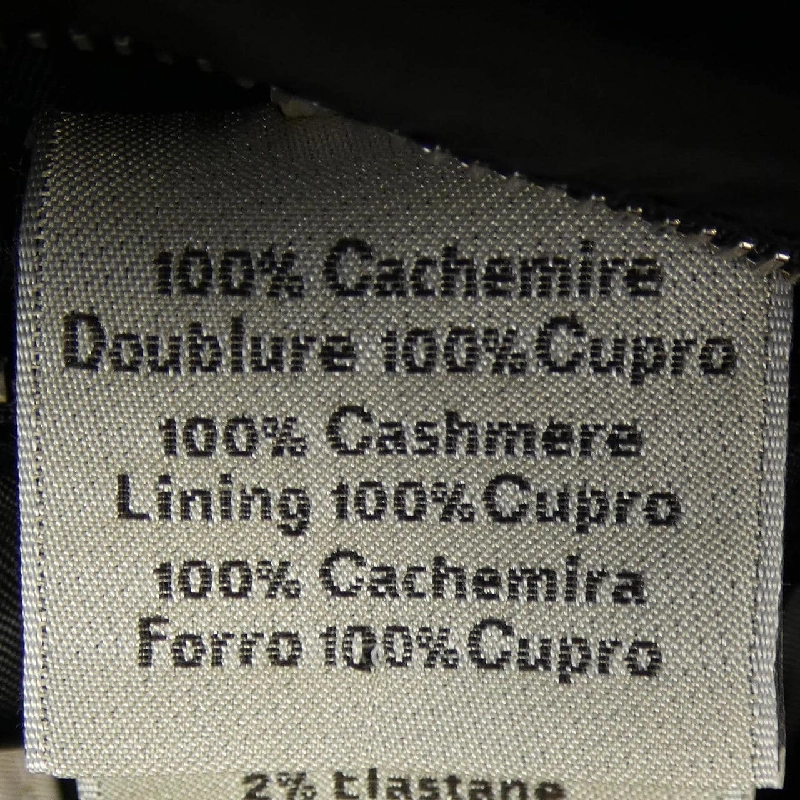 100% Cachemire
Doublure 100% Cupro
100% Cashmere
Lining 100% Cupro
100% Cachemira
Forro 100% Cupro
2% Elastane